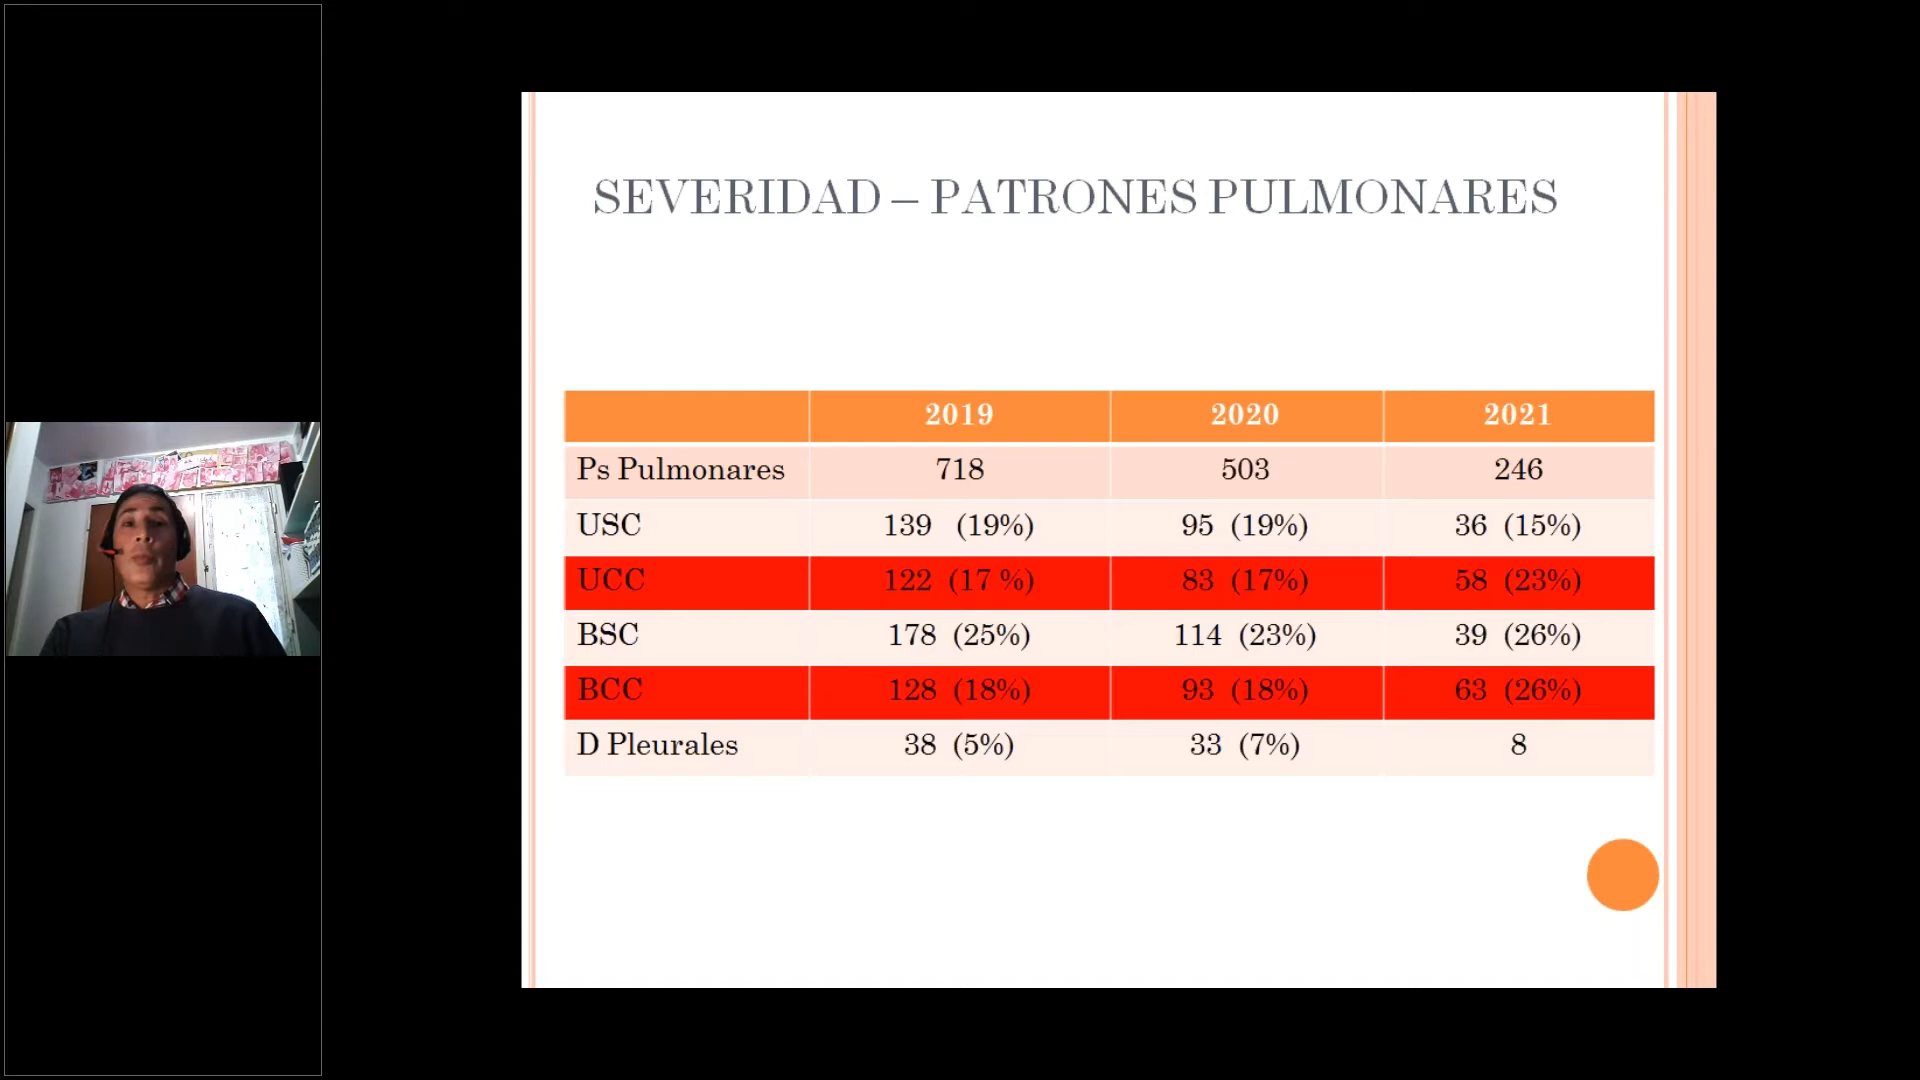 SEVERIDAD – PATRONES PULMONARES
2019 2020 2021
Ps Pulmonares 718 503 246
USC 139 (19%) 95 (19%) 36 (15%)
UCC 122 (17 %) 83 (17%) 58 (23%)
BSC 178 (25%) 114 (23%) 39 (26%)
BCC 128 (18%) 93 (18%) 63 (26%)
D Pleurales 38 (5%) 33 (7%) 8